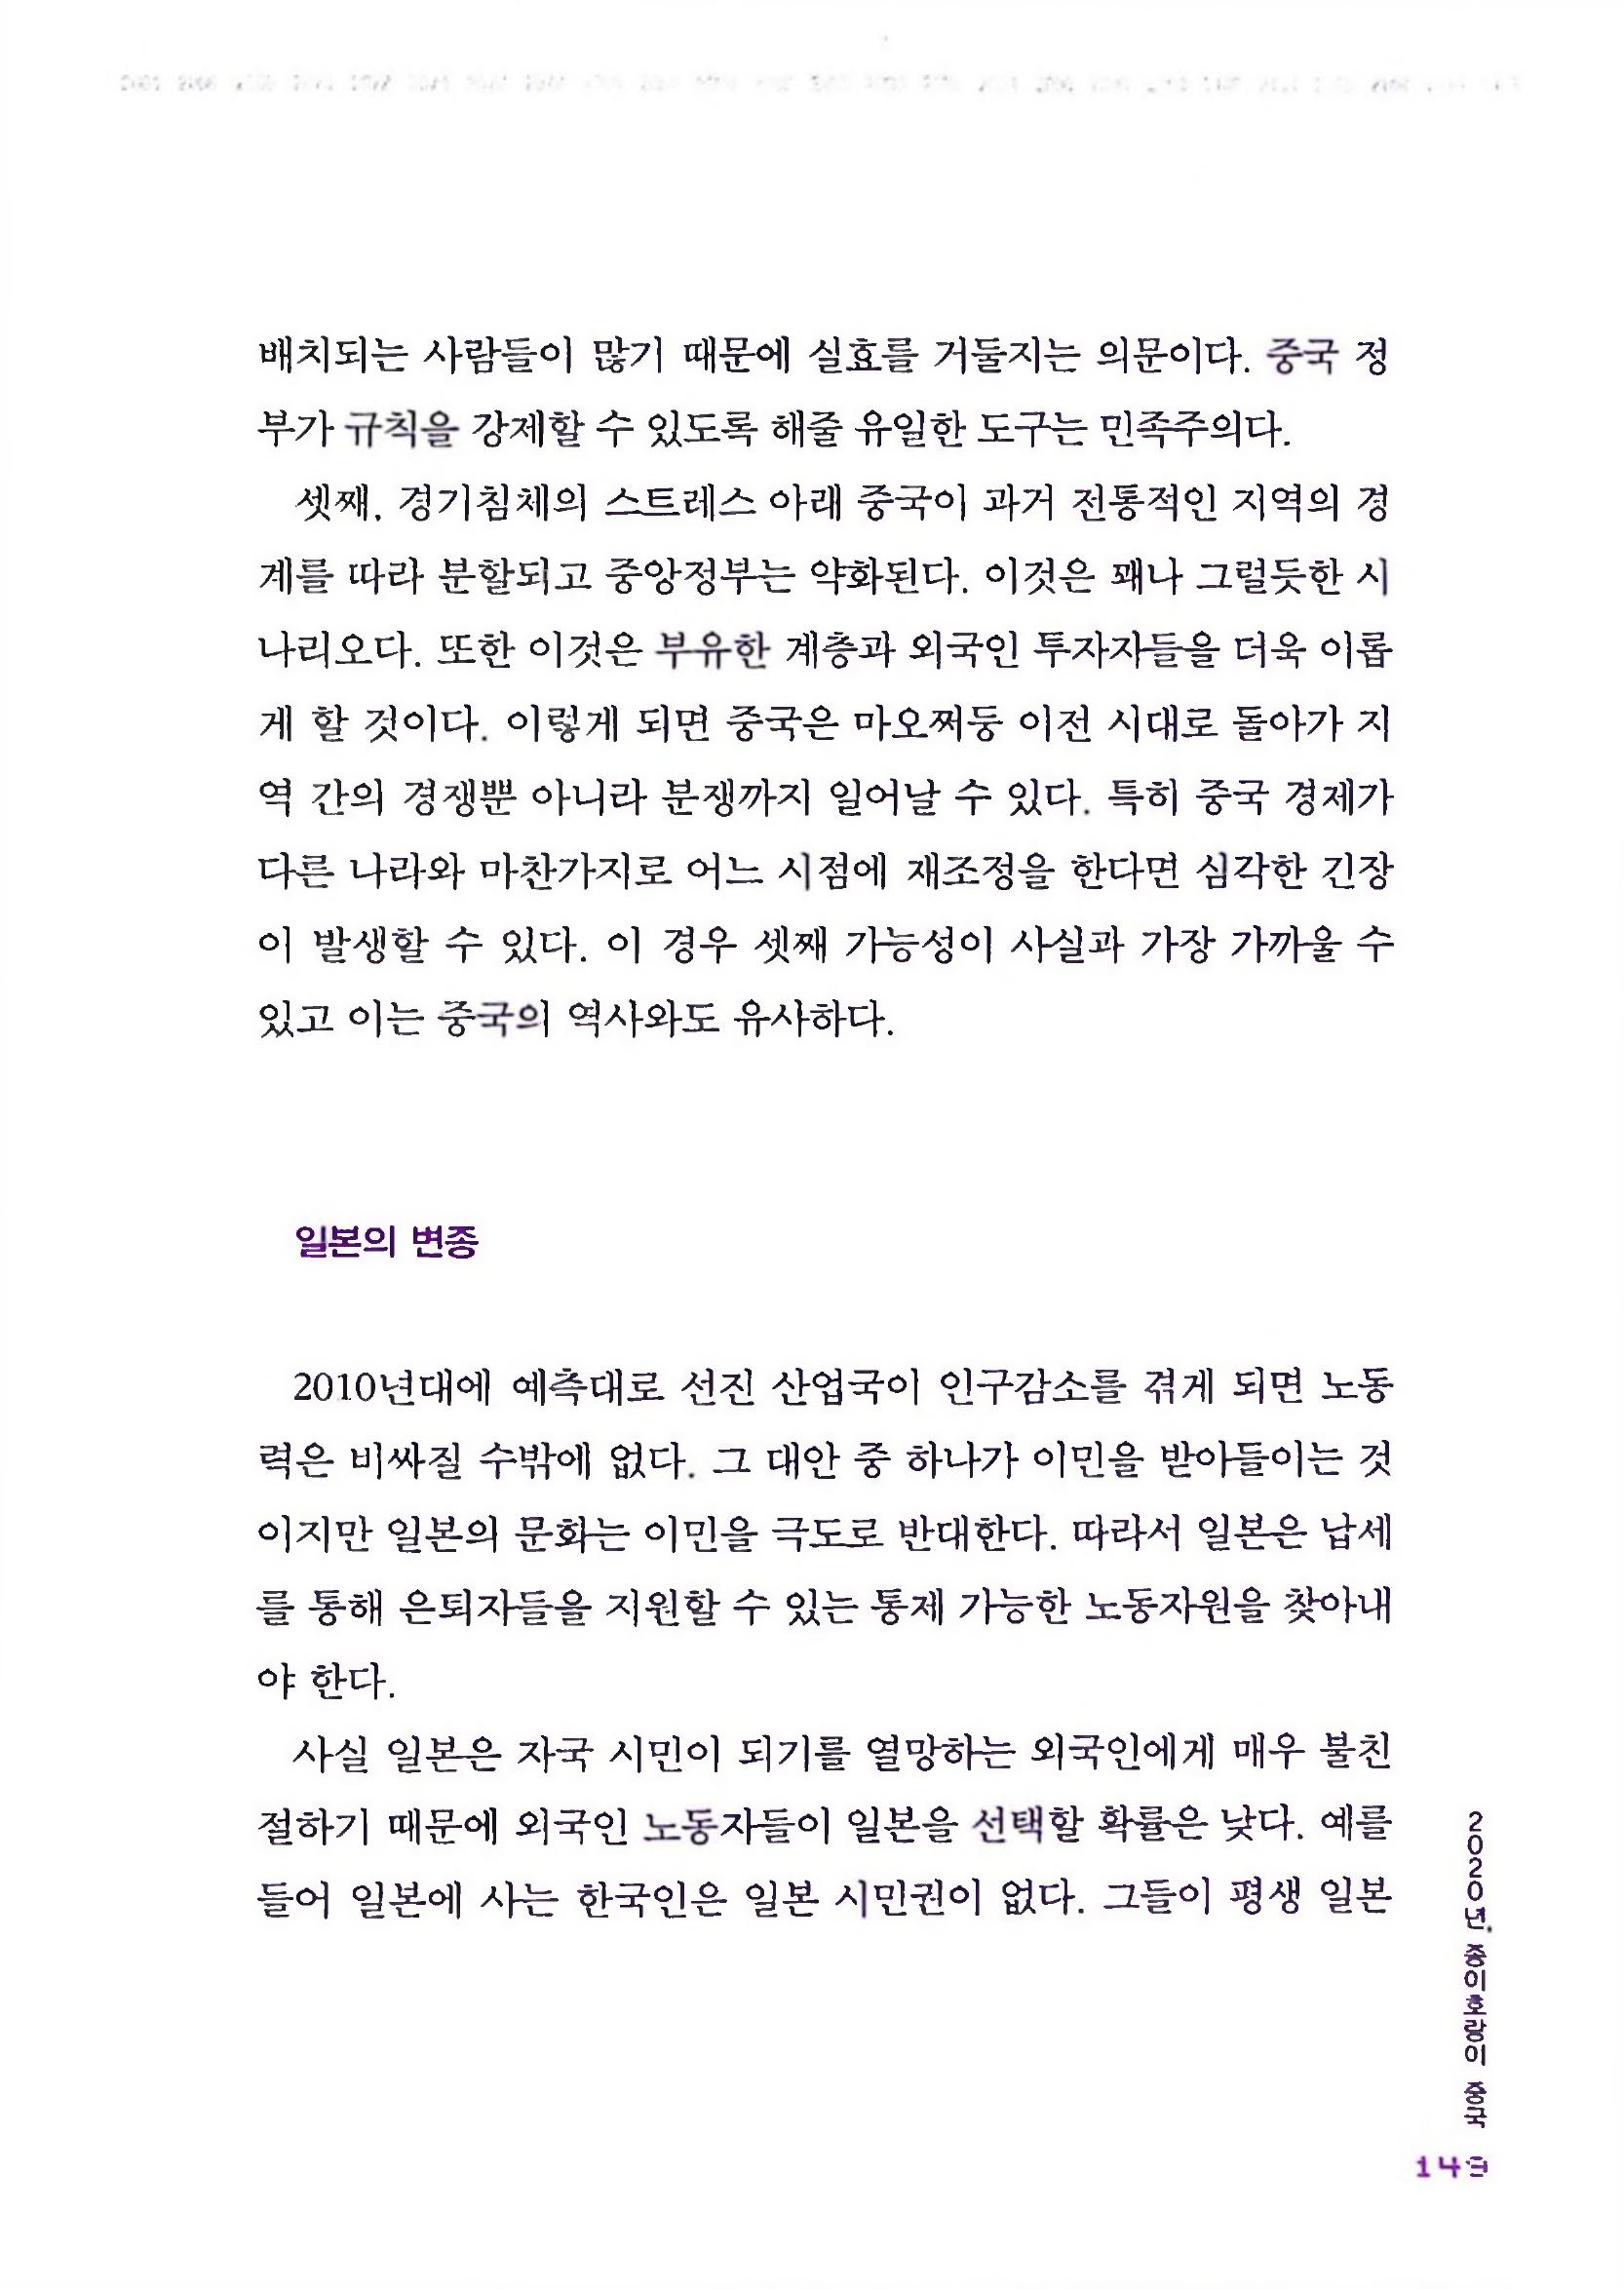 배치되는 사람들이 많기 때문에 실효를 거둘지는 의문이다. 중국 정
부가 규칙을 강제할 수 있도록 해줄 유일한 도구는 민족주의다.
셋째, 경기침체의 스트레스 아래 중국이 과거 전통적인 지역의 경
계를 따라 분할되고 중앙정부는 약화된다. 이것은 꽤나 그럴듯한 시
나리오다. 또한 이것은 부유한 계층과 외국인 투자자들을 더욱 이롭
게 할 것이다. 이렇게 되면 중국은 마오쩌둥 이전 시대로 돌아가 지
역 간의 경쟁뿐 아니라 분쟁까지 일어날 수 있다. 특히 중국 경제가
다른 나라와 마찬가지로 어느 시점에 재조정을 한다면 심각한 긴장
이 발생할 수 있다. 이 경우 셋째 가능성이 사실과 가장 가까울 수
있고 이는 중국의 역사와도 유사하다.
일본의 변종
2010년대에 예측대로 선진 산업국이 인구감소를 겪게 되면 노동
력은 비싸질 수밖에 없다. 그 대안 중 하나가 이민을 받아들이는 것
이지만 일본의 문화는 이민을 극도로 반대한다. 따라서 일본은 납세
를 통해 은퇴자들을 지원할 수 있는 통제 가능한 노동자원을 찾아내
야 한다.
사실 일본은 자국 시민이 되기를 열망하는 외국인에게 매우 불친
절하기 때문에 외국인 노동자들이 일본을 선택할 확률은 낮다. 예를
들어 일본에 사는 한국인은 일본 시민권이 없다. 그들이 평생 일본
2020년, 종이호랑이 중국
143